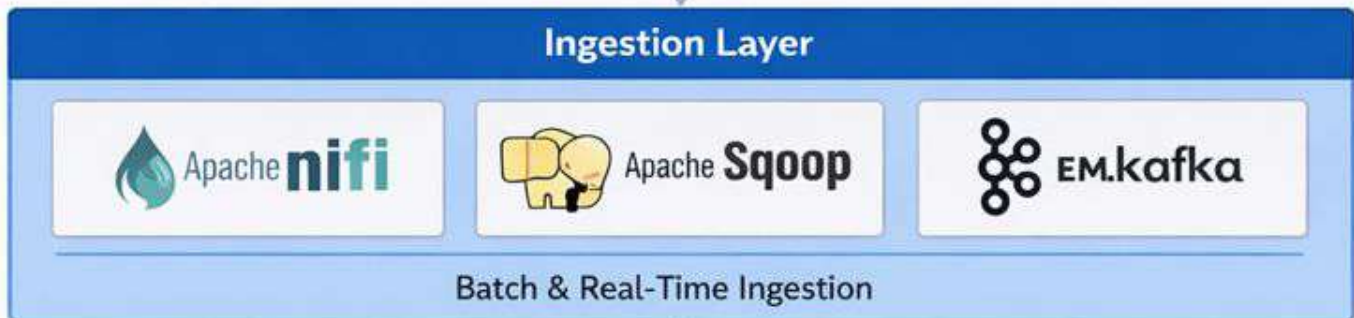 Ingestion Layer
Apache nifi
Apache Sqoop
EM.kafka
Batch & Real-Time Ingestion